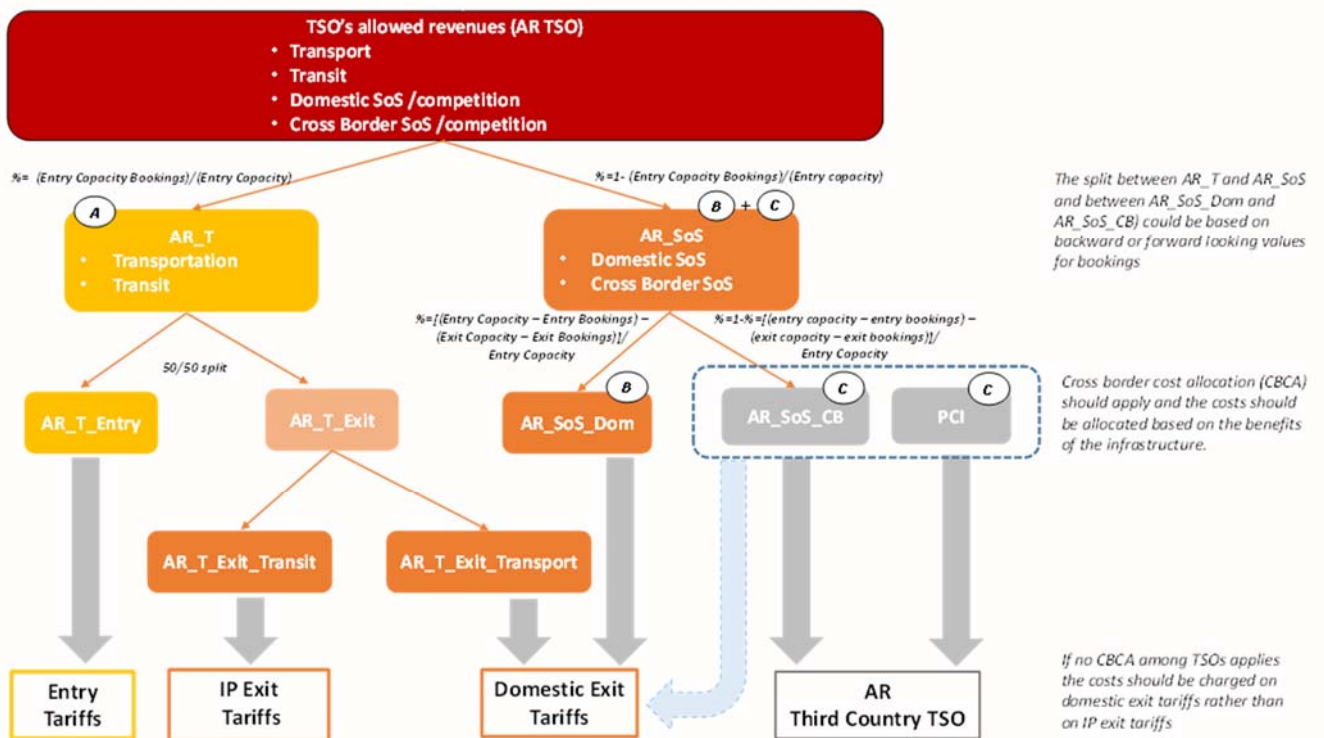 TSO's allowed revenues (AR TSO)
• Transport
• Transit
• Domestic SoS /competition
• Cross Border SoS /competition
%= (Entry Capacity Bookings)/(Entry Capacity)
%=1- (Entry Capacity Bookings)/(Entry capacity)
The split between AR_T and AR_SoS
and between AR_SoS_Dom and
AR_SoS_CB) could be based on
backward or forward looking values
for bookings
A
B + C
AR_T
• Transportation
• Transit
AR_SoS
• Domestic SoS
• Cross Border SoS
%=[(Entry Capacity – Entry Bookings) –
(Exit Capacity – Exit Bookings)]/
Entry Capacity
%=1-%=[(entry capacity – entry bookings) –
(exit capacity – exit bookings)]/
Entry Capacity
50/50 split
B
C
C
AR_T_Entry
AR_T_Exit
AR_SoS_Dom
AR_SoS_CB
PCI
Cross border cost allocation (CBCA)
should apply and the costs should
be allocated based on the benefits
of the infrastructure.
AR_T_Exit_Transit
AR_T_Exit_Transport
Entry
Tariffs
IP Exit
Tariffs
Domestic Exit
Tariffs
AR
Third Country TSO
If no CBCA among TSOs applies
the costs should be charged on
domestic exit tariffs rather than
on IP exit tariffs